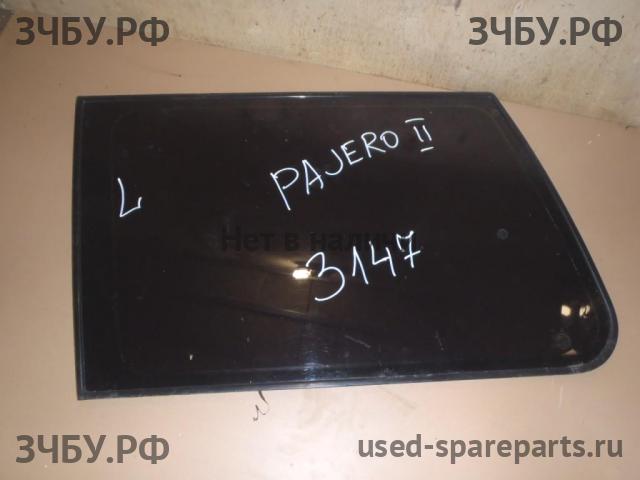 ЗЧБУ.РФ ЗЧБУ.РФ
PAJERO II
L
Нет в наличии
3147
ЗЧБУ.РФ used-spareparts.ru